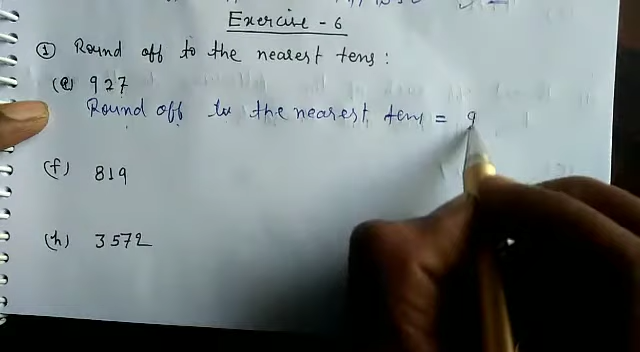 Exercise - 6
① Round off to the nearest tens :
(e) 927
Round off to the nearest tens = 9
(f) 819
(h) 3572